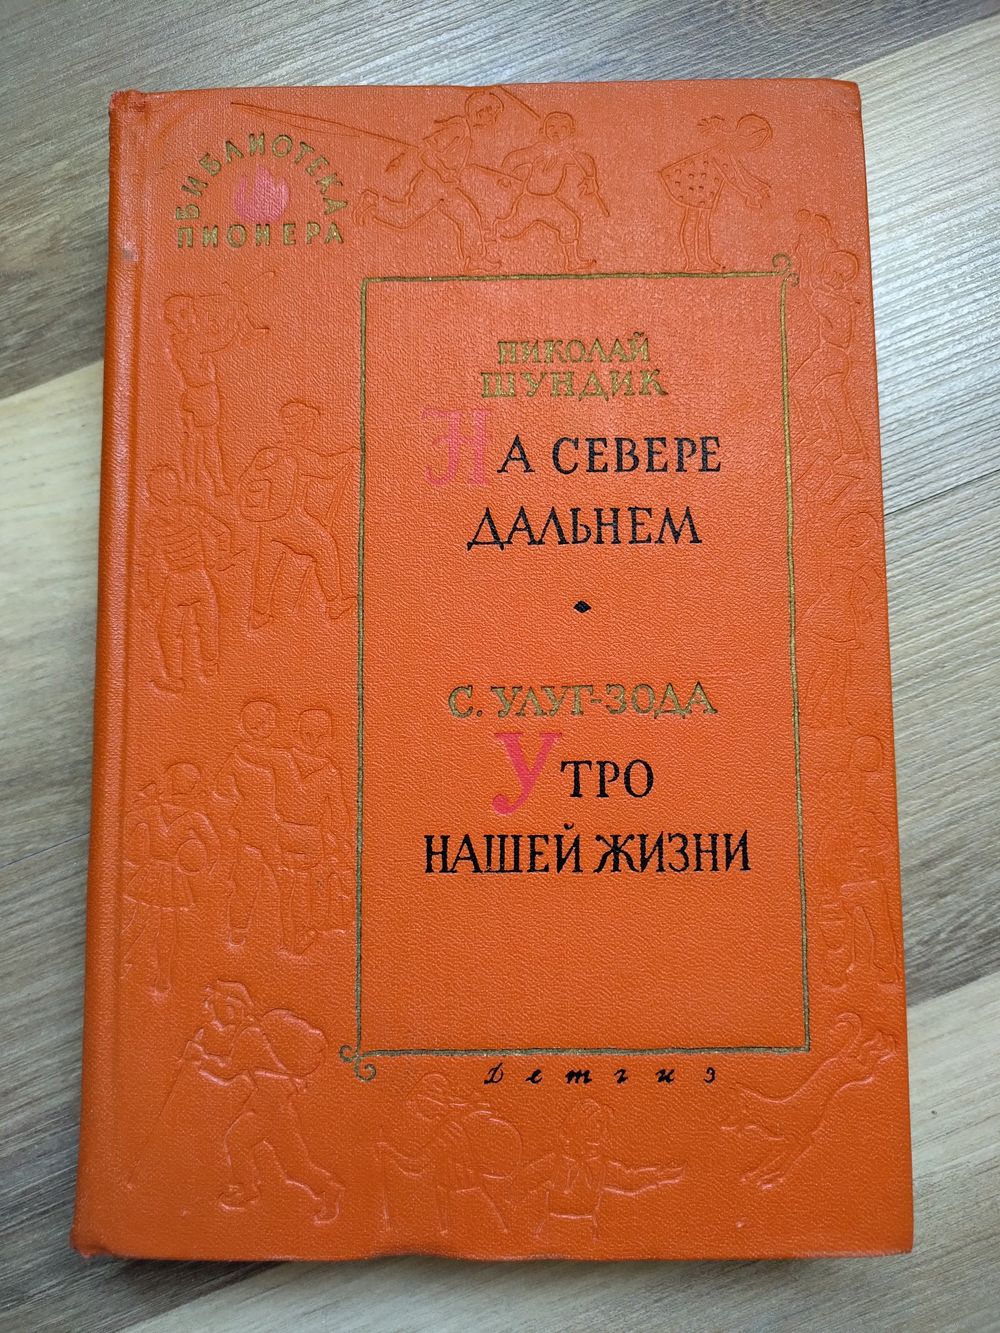 БИБЛИОТЕКА
ПИОНЕРА
НИКОЛАЙ
ШУНДИК
НА СЕВЕРЕ
ДАЛЬНЕМ
С. УЛУГ-ЗОДА
УТРО
НАШЕЙ ЖИЗНИ
Детгиз